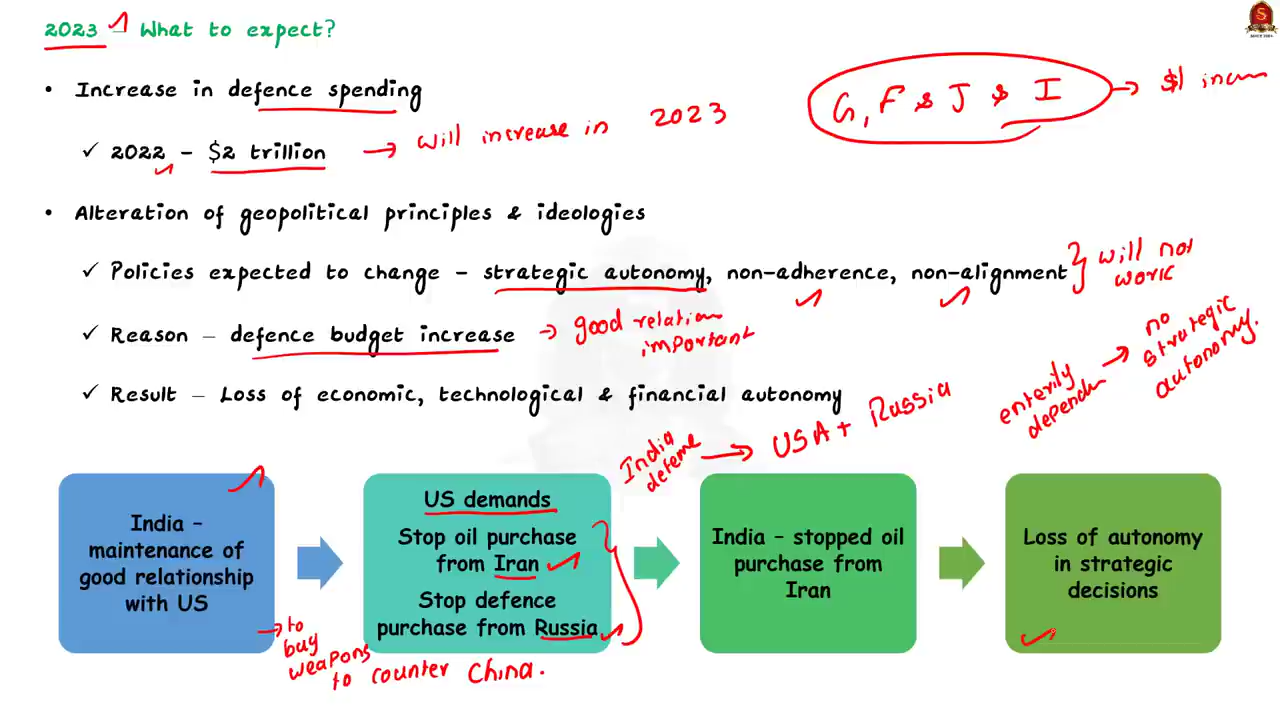 2023 – What to expect?
• Increase in defence spending
G, F & J & I → $1 incre
✓ 2022 – $2 trillion → will increase in 2023
• Alteration of geopolitical principles & ideologies
✓ Policies expected to change – strategic autonomy, non-adherence, non-alignment } will not
work
✓ Reason – defence budget increase → good relation
important
✓ Result – Loss of economic, technological & financial autonomy
enterily
→ no
strategic
autonomy.
India
defense → USA + Russia
India –
maintenance of
good relationship
with US
→ to
buy
weapons
to counter China.
US demands
Stop oil purchase
from Iran
Stop defence
purchase from Russia
India – stopped oil
purchase from
Iran
Loss of autonomy
in strategic
decisions